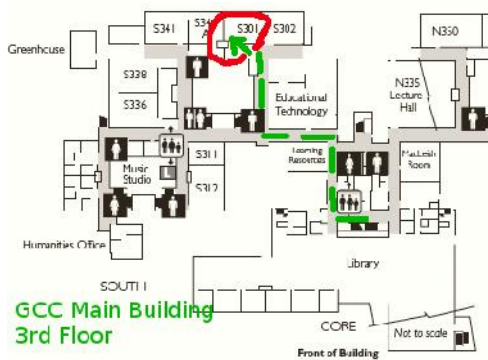 S341
S301
S302
N350
Greenhouse
S338
S336
Educational
Technology
N335
Lecture
Hall
Learning
Resources
Music
Studio
S311
S312
MacLeish
Room
Humanities Office
Library
SOUTH
GCC Main Building
3rd Floor
CORE
Not to scale
Front of Building